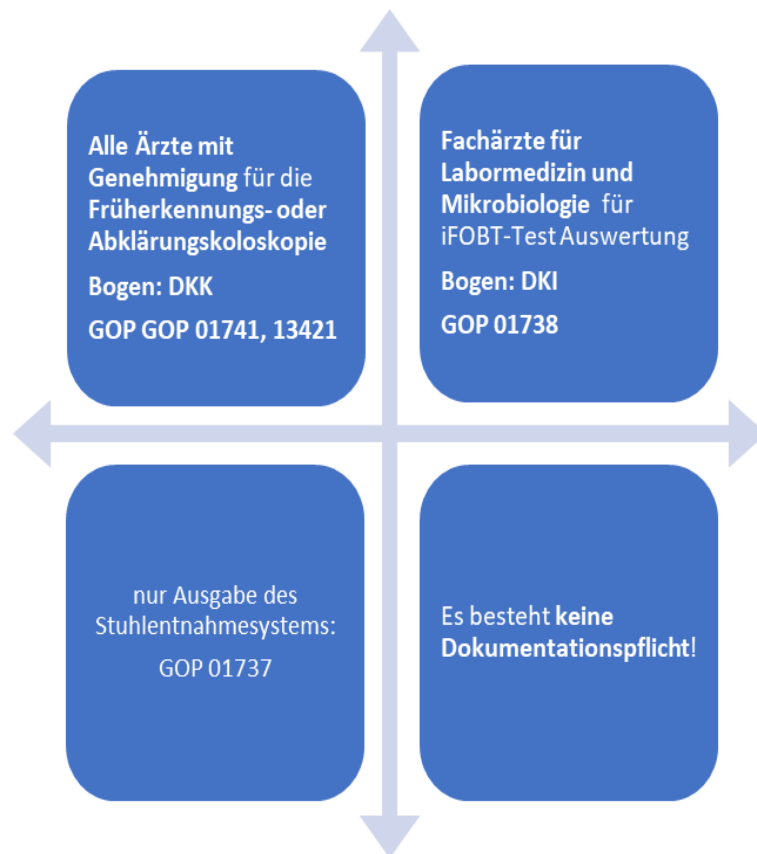 Alle Ärzte mit
Genehmigung für die
Früherkennungs- oder
Abklärungskoloskopie
Bogen: DKK
GOP GOP 01741, 13421
Fachärzte für
Labormedizin und
Mikrobiologie für
iFOBT-Test Auswertung
Bogen: DKI
GOP 01738
nur Ausgabe des
Stuhlentnahmesystems:
GOP 01737
Es besteht keine
Dokumentationspflicht!